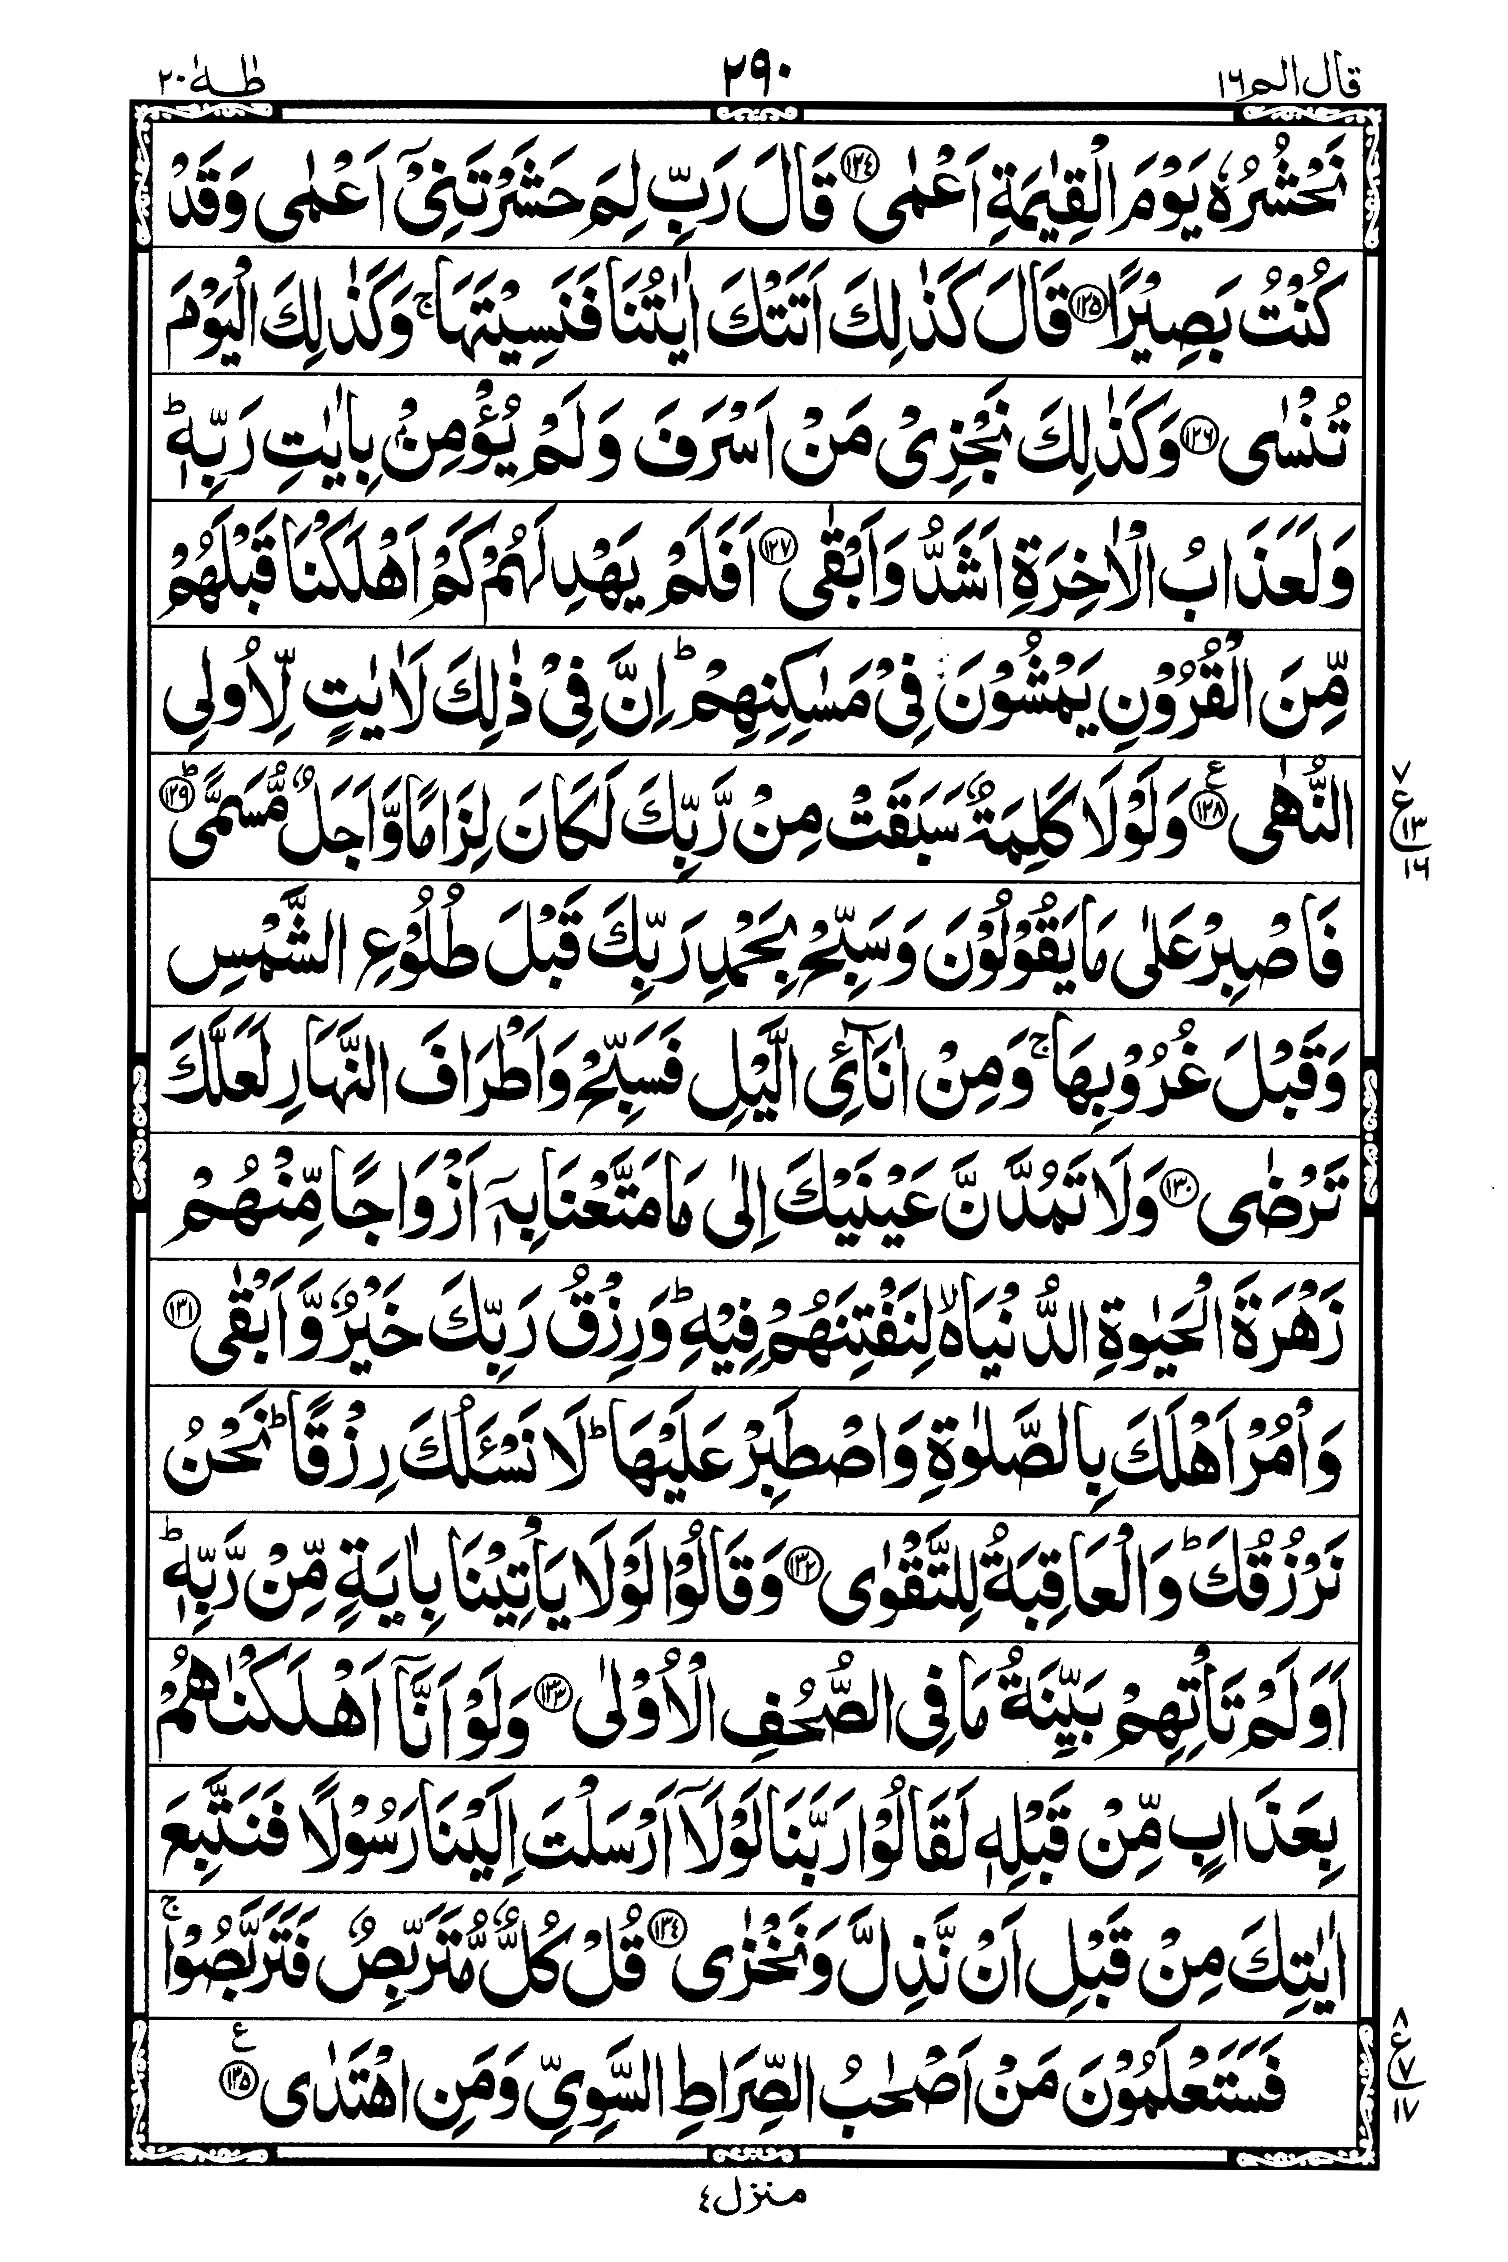 قال الم ١٦
٢٩٠
طٰهٰ ٢٠
نَحْشُرُهٗ يَوْمَ الْقِيٰمَةِ اَعْمٰى ١٢٤ قَالَ رَبِّ لِمَ حَشَرْتَنِيْٓ اَعْمٰى وَقَدْ
كُنْتُ بَصِيْرًا ١٢٥ قَالَ كَذٰلِكَ اَتَتْكَ اٰيٰتُنَا فَنَسِيْتَهَا ۚ وَكَذٰلِكَ الْيَوْمَ
تُنْسٰى ١٢٦ وَكَذٰلِكَ نَجْزِيْ مَنْ اَسْرَفَ وَلَمْ يُؤْمِنْۢ بِاٰيٰتِ رَبِّهٖ ؕ
وَلَعَذَابُ الْاٰخِرَةِ اَشَدُّ وَاَبْقٰى ١٢٧ اَفَلَمْ يَهْدِ لَهُمْ كَمْ اَهْلَكْنَا قَبْلَهُمْ
مِّنَ الْقُرُوْنِ يَمْشُوْنَ فِيْ مَسٰكِنِهِمْ ؕ اِنَّ فِيْ ذٰلِكَ لَاٰيٰتٍ لِّاُولِي
النُّهٰى ١٢٨ ع وَلَوْلَا كَلِمَةٌ سَبَقَتْ مِنْ رَّبِّكَ لَكَانَ لِزَامًا وَّاَجَلٌ مُّسَمًّى ؕ ١٢٩
٧ ع ١٣ ١٦
فَاصْبِرْ عَلٰى مَا يَقُوْلُوْنَ وَسَبِّحْ بِحَمْدِ رَبِّكَ قَبْلَ طُلُوْعِ الشَّمْسِ
وَقَبْلَ غُرُوْبِهَا ۚ وَمِنْ اٰنَآئِ الَّيْلِ فَسَبِّحْ وَاَطْرَافَ النَّهَارِ لَعَلَّكَ
تَرْضٰى ١٣٠ وَلَا تَمُدَّنَّ عَيْنَيْكَ اِلٰى مَا مَتَّعْنَا بِهٖٓ اَزْوَاجًا مِّنْهُمْ
زَهْرَةَ الْحَيٰوةِ الدُّنْيَا ۥۙ لِنَفْتِنَهُمْ فِيْهِ ؕ وَرِزْقُ رَبِّكَ خَيْرٌ وَّاَبْقٰى ١٣١
وَاْمُرْ اَهْلَكَ بِالصَّلٰوةِ وَاصْطَبِرْ عَلَيْهَا ؕ لَا نَسْـَٔلُكَ رِزْقًا ؕ نَحْنُ
نَرْزُقُكَ ؕ وَالْعَاقِبَةُ لِلتَّقْوٰى ١٣٢ وَقَالُوْا لَوْلَا يَاْتِيْنَا بِاٰيَةٍ مِّنْ رَّبِّهٖ ؕ
اَوَلَمْ تَاْتِهِمْ بَيِّنَةُ مَا فِي الصُّحُفِ الْاُوْلٰى ١٣٣ وَلَوْ اَنَّآ اَهْلَكْنٰهُمْ
بِعَذَابٍ مِّنْ قَبْلِهٖ لَقَالُوْا رَبَّنَا لَوْلَآ اَرْسَلْتَ اِلَيْنَا رَسُوْلًا فَنَتَّبِعَ
اٰيٰتِكَ مِنْ قَبْلِ اَنْ نَّذِلَّ وَنَخْزٰى ١٣٤ قُلْ كُلٌّ مُّتَرَبِّصٌ فَتَرَبَّصُوْا ۚ
فَسَتَعْلَمُوْنَ مَنْ اَصْحٰبُ الصِّرَاطِ السَّوِيِّ وَمَنِ اهْتَدٰى ١٣٥ ع
٨ ع ٧ ١٧
منزل ٤